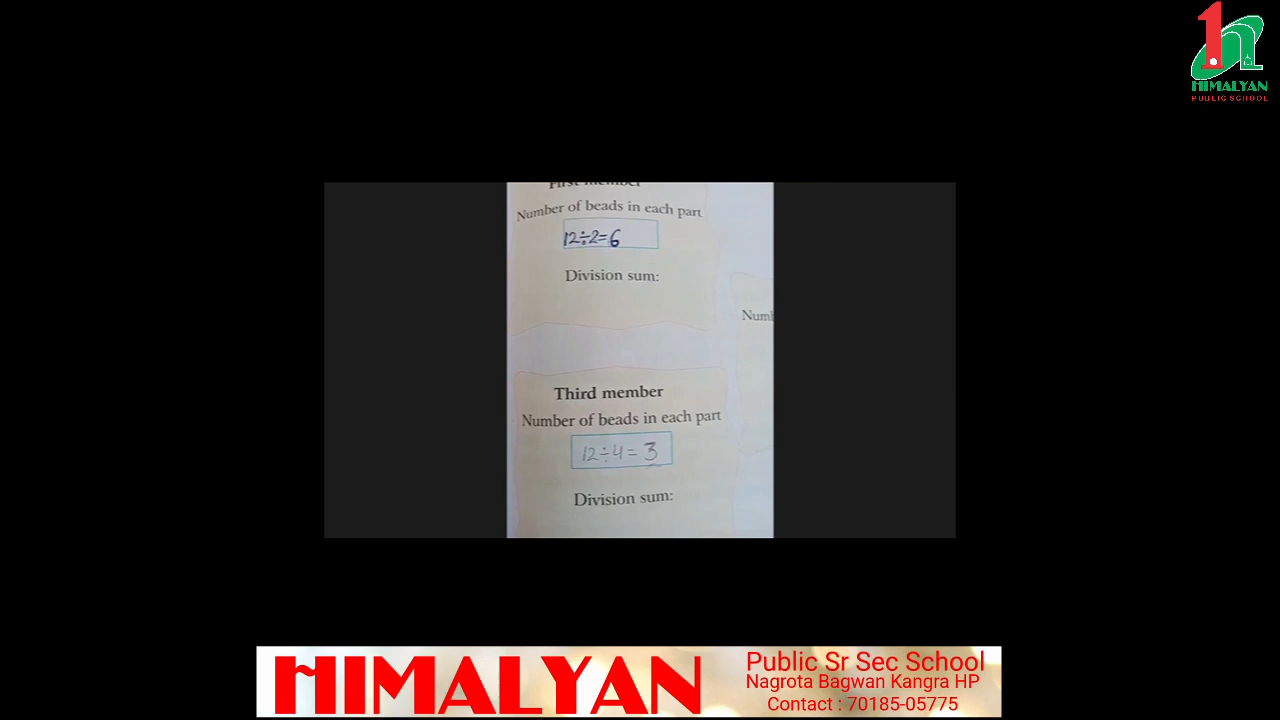 HIMALYAN
PUBLIC SCHOOL
First member
Number of beads in each part
12÷2=6
Division sum:
Third member
Number of beads in each part
12÷4=3
Division sum:
HIMALYAN
Public Sr Sec School
Nagrota Bagwan Kangra HP
Contact : 70185-05775